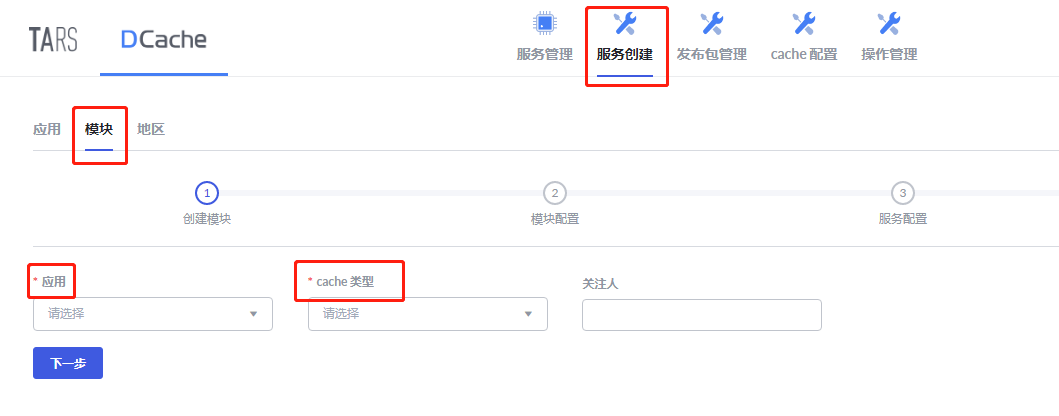 TARS DCache
服务管理 服务创建 发布包管理 cache 配置 操作管理
应用 模块 地区
1 2 3
创建模块 模块配置 服务配置
* 应用 * cache 类型 关注人
请选择 请选择
下一步